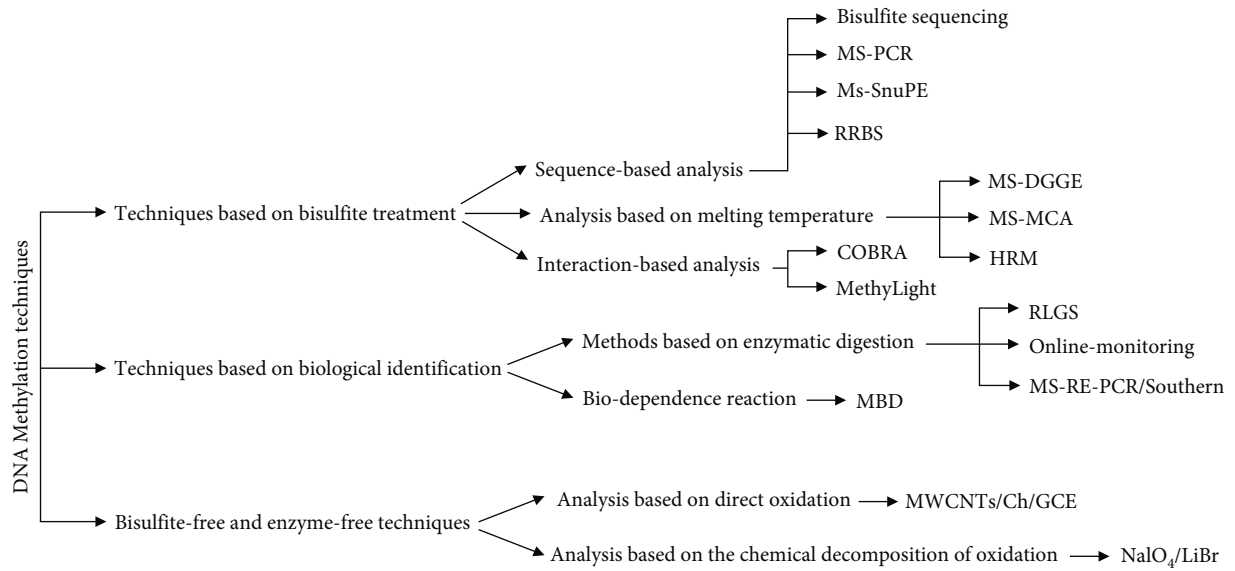 DNA Methylation techniques
Techniques based on bisulfite treatment
Sequence-based analysis
Bisulfite sequencing
MS-PCR
Ms-SnuPE
RRBS
Analysis based on melting temperature
MS-DGGE
MS-MCA
HRM
Interaction-based analysis
COBRA
MethyLight
Techniques based on biological identification
Methods based on enzymatic digestion
RLGS
Online-monitoring
MS-RE-PCR/Southern
Bio-dependence reaction
MBD
Bisulfite-free and enzyme-free techniques
Analysis based on direct oxidation
MWCNTs/Ch/GCE
Analysis based on the chemical decomposition of oxidation
NalO₄/LiBr